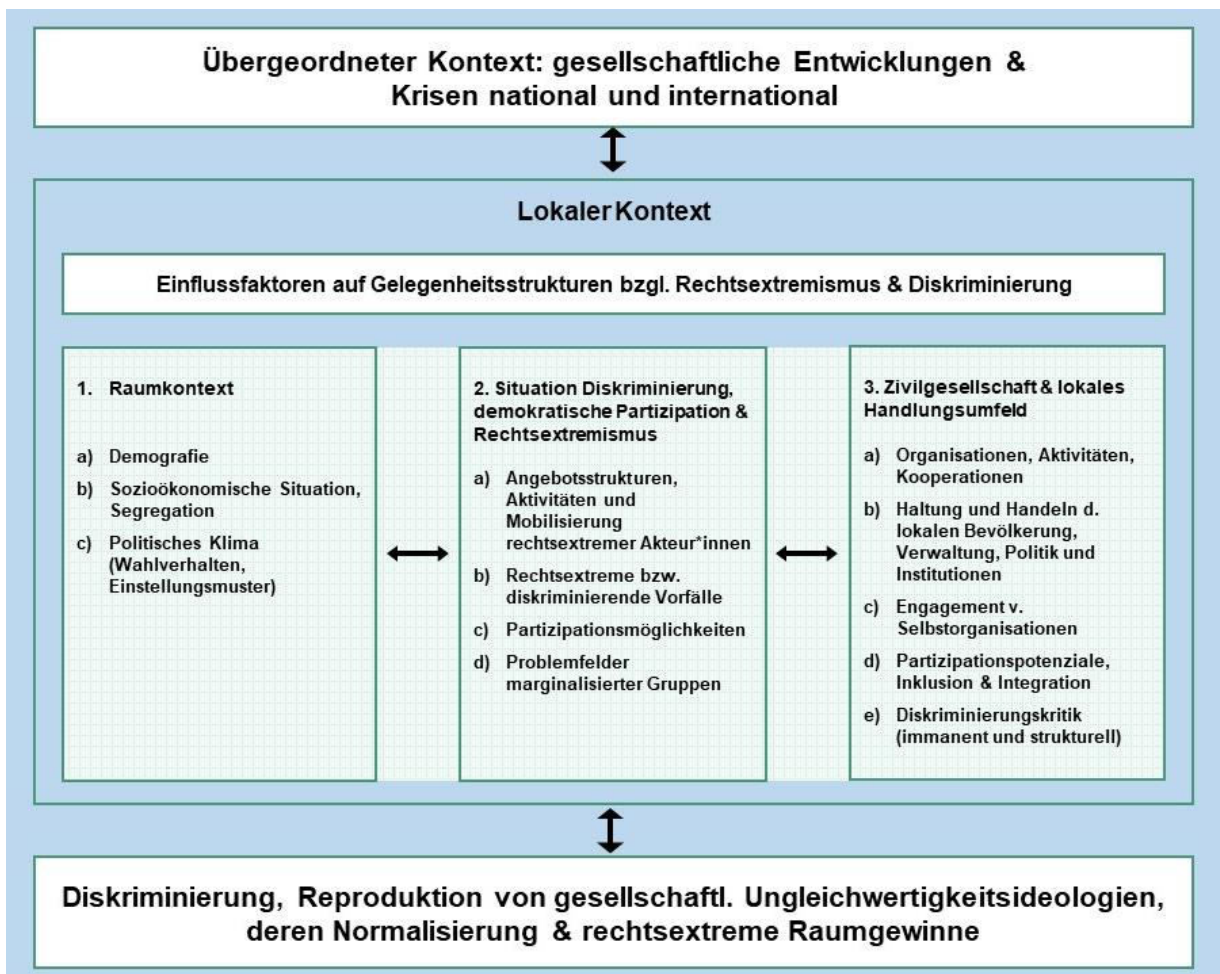 Übergeordneter Kontext: gesellschaftliche Entwicklungen &
Krisen national und international
Lokaler Kontext
Einflussfaktoren auf Gelegenheitsstrukturen bzgl. Rechtsextremismus & Diskriminierung
1. Raumkontext
a) Demografie
b) Sozioökonomische Situation,
Segregation
c) Politisches Klima
(Wahlverhalten,
Einstellungsmuster)
2. Situation Diskriminierung,
demokratische Partizipation &
Rechtsextremismus
a) Angebotsstrukturen,
Aktivitäten und
Mobilisierung
rechtsextremer Akteur*innen
b) Rechtsextreme bzw.
diskriminierende Vorfälle
c) Partizipationsmöglichkeiten
d) Problemfelder
marginalisierter Gruppen
3. Zivilgesellschaft & lokales
Handlungsumfeld
a) Organisationen, Aktivitäten,
Kooperationen
b) Haltung und Handeln d.
lokalen Bevölkerung,
Verwaltung, Politik und
Institutionen
c) Engagement v.
Selbstorganisationen
d) Partizipationspotenziale,
Inklusion & Integration
e) Diskriminierungskritik
(immanent und strukturell)
Diskriminierung, Reproduktion von gesellschaftl. Ungleichwertigkeitsideologien,
deren Normalisierung & rechtsextreme Raumgewinne